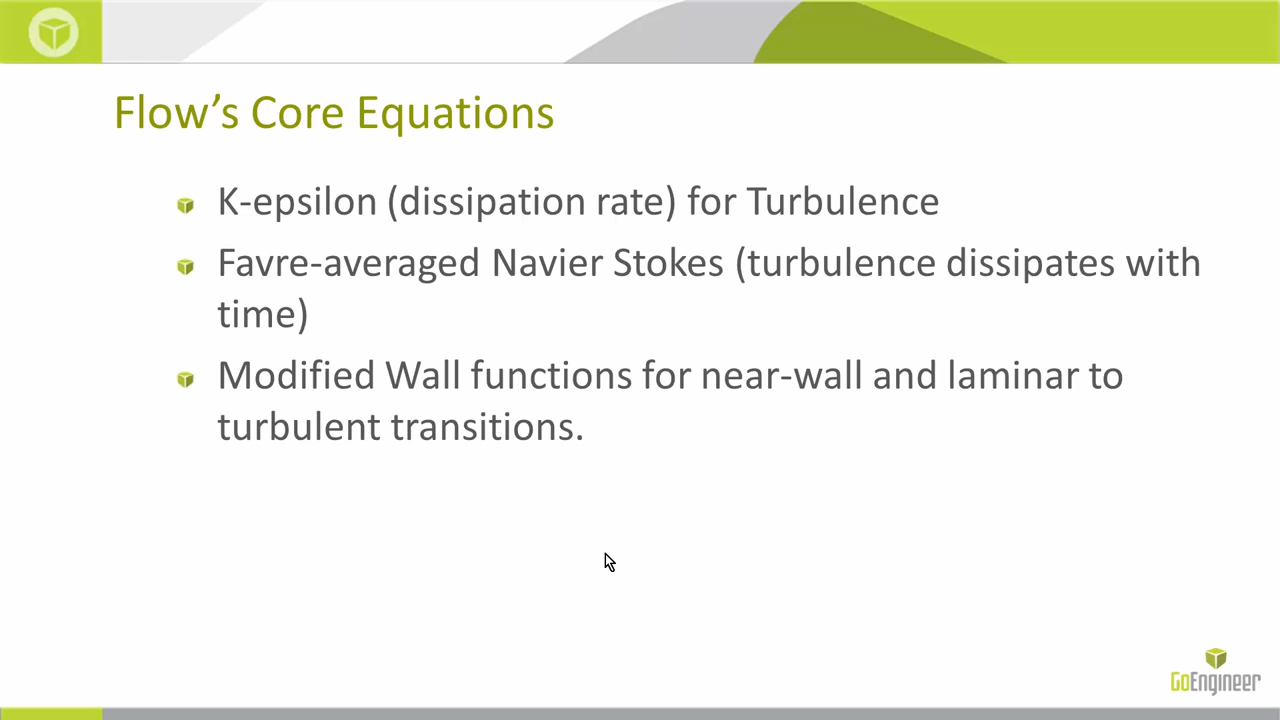 Flow’s Core Equations
K-epsilon (dissipation rate) for Turbulence
Favre-averaged Navier Stokes (turbulence dissipates with
time)
Modified Wall functions for near-wall and laminar to
turbulent transitions.
GoEngineer